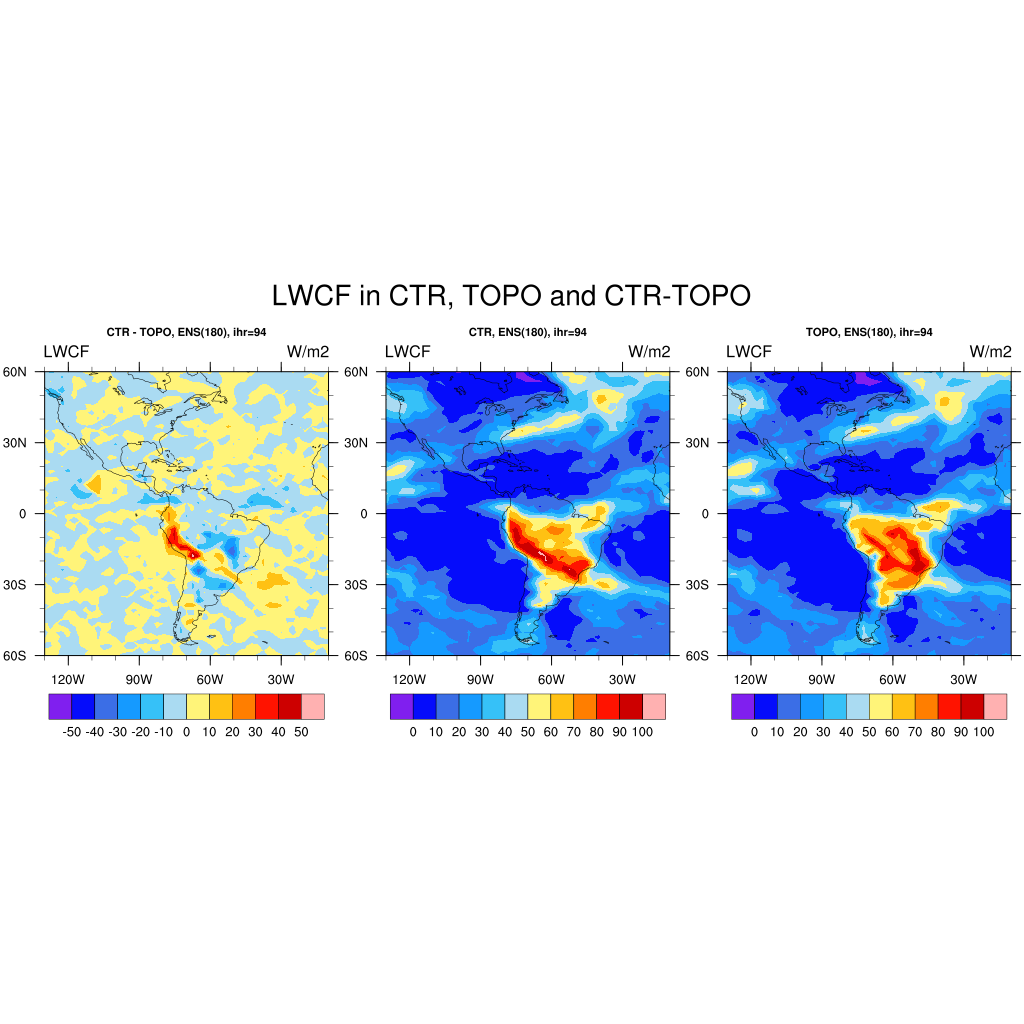 LWCF in CTR, TOPO and CTR-TOPO
CTR - TOPO, ENS(180), ihr=94
LWCF W/m2
60N
30N
0
30S
60S
120W 90W 60W 30W
-50 -40 -30 -20 -10 0 10 20 30 40 50
CTR, ENS(180), ihr=94
LWCF W/m2
60N
30N
0
30S
60S
120W 90W 60W 30W
0 10 20 30 40 50 60 70 80 90 100
TOPO, ENS(180), ihr=94
LWCF W/m2
60N
30N
0
30S
60S
120W 90W 60W 30W
0 10 20 30 40 50 60 70 80 90 100